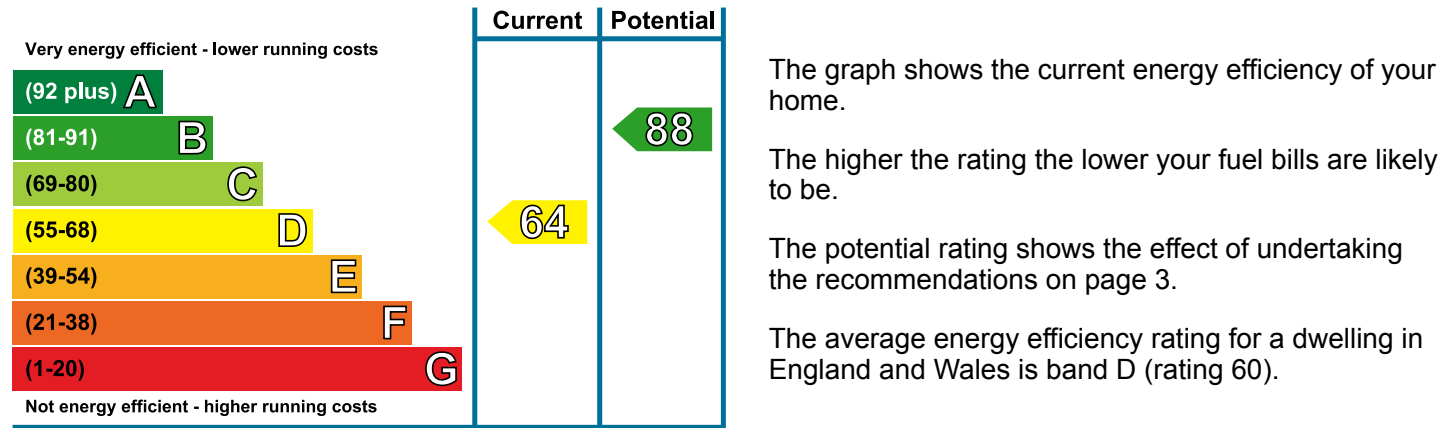 Current Potential
Very energy efficient - lower running costs
(92 plus) A
(81-91) B
(69-80) C
(55-68) D
(39-54) E
(21-38) F
(1-20) G
Not energy efficient - higher running costs
64
88
The graph shows the current energy efficiency of your
home.
The higher the rating the lower your fuel bills are likely
to be.
The potential rating shows the effect of undertaking
the recommendations on page 3.
The average energy efficiency rating for a dwelling in
England and Wales is band D (rating 60).